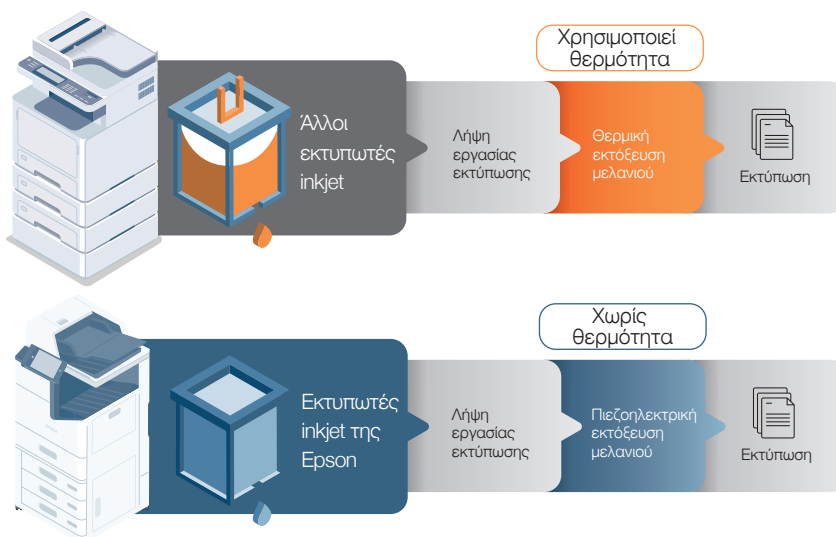 Χρησιμοποιεί
θερμότητα
Άλλοι
εκτυπωτές
inkjet
Λήψη
εργασίας
εκτύπωσης
Θερμική
εκτόξευση
μελανιού
Εκτύπωση
Χωρίς
θερμότητα
Εκτυπωτές
inkjet της
Epson
Λήψη
εργασίας
εκτύπωσης
Πιεζοηλεκτρική
εκτόξευση
μελανιού
Εκτύπωση